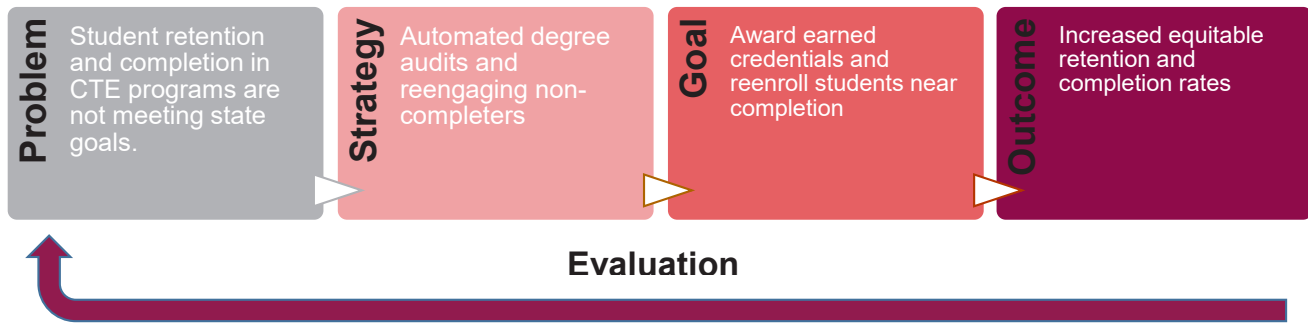 Problem
Student retention
and completion in
CTE programs are
not meeting state
goals.
Strategy
Automated degree
audits and
reengaging non-
completers
Goal
Award earned
credentials and
reenroll students near
completion
Outcome
Increased equitable
retention and
completion rates
Evaluation